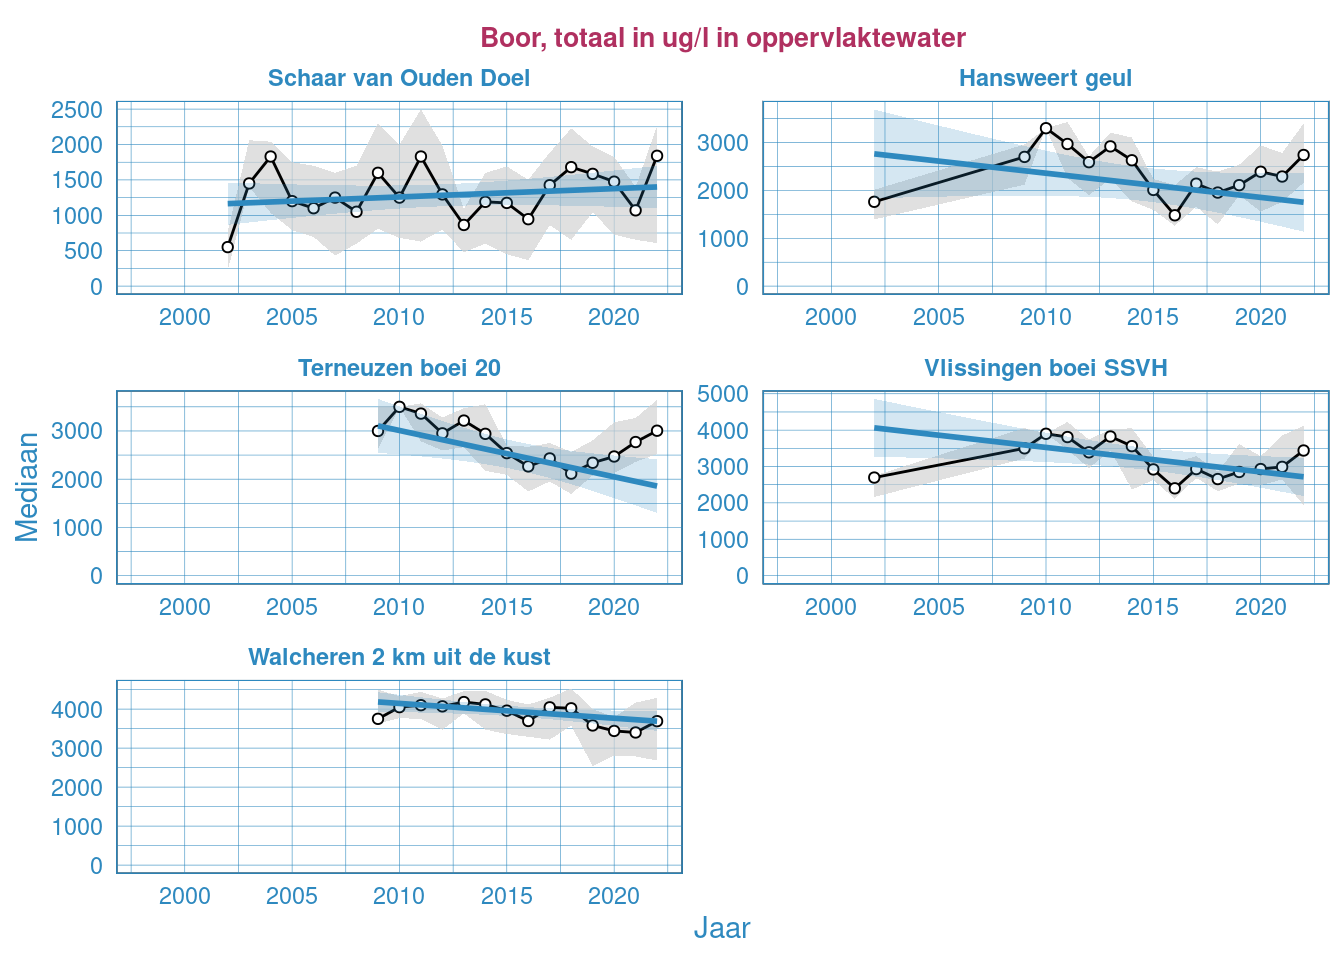 Boor, totaal in ug/l in oppervlaktewater
Schaar van Ouden Doel
2500
2000
1500
1000
500
0
2000 2005 2010 2015 2020
Hansweert geul
3000
2000
1000
0
2000 2005 2010 2015 2020
Terneuzen boei 20
3000
2000
1000
0
2000 2005 2010 2015 2020
Vlissingen boei SSVH
5000
4000
3000
2000
1000
0
2000 2005 2010 2015 2020
Walcheren 2 km uit de kust
4000
3000
2000
1000
0
2000 2005 2010 2015 2020
Mediaan
Jaar